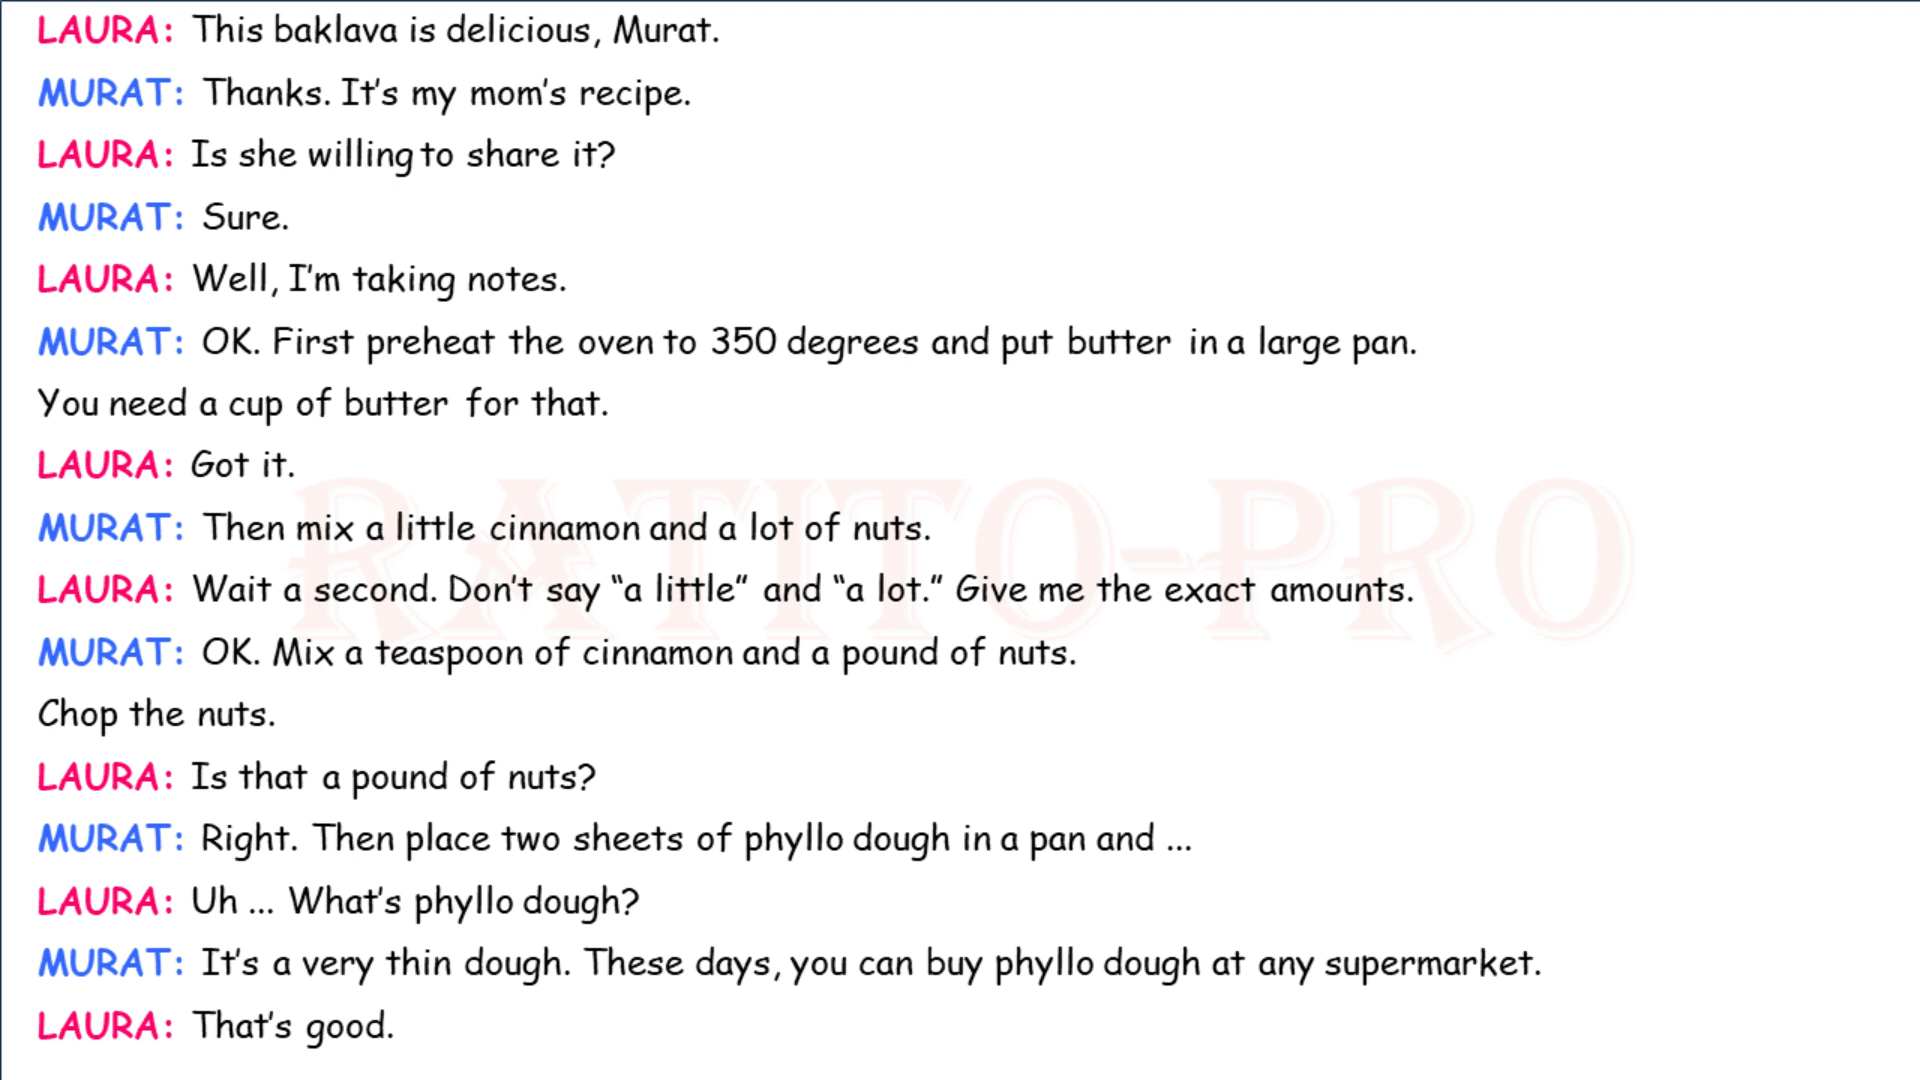 LAURA: This baklava is delicious, Murat.
MURAT: Thanks. It's my mom's recipe.
LAURA: Is she willing to share it?
MURAT: Sure.
LAURA: Well, I'm taking notes.
MURAT: OK. First preheat the oven to 350 degrees and put butter in a large pan.
You need a cup of butter for that.
LAURA: Got it.
MURAT: Then mix a little cinnamon and a lot of nuts.
RATITO-PRO
LAURA: Wait a second. Don't say “a little” and “a lot.” Give me the exact amounts.
MURAT: OK. Mix a teaspoon of cinnamon and a pound of nuts.
Chop the nuts.
LAURA: Is that a pound of nuts?
MURAT: Right. Then place two sheets of phyllo dough in a pan and ...
LAURA: Uh ... What's phyllo dough?
MURAT: It's a very thin dough. These days, you can buy phyllo dough at any supermarket.
LAURA: That's good.